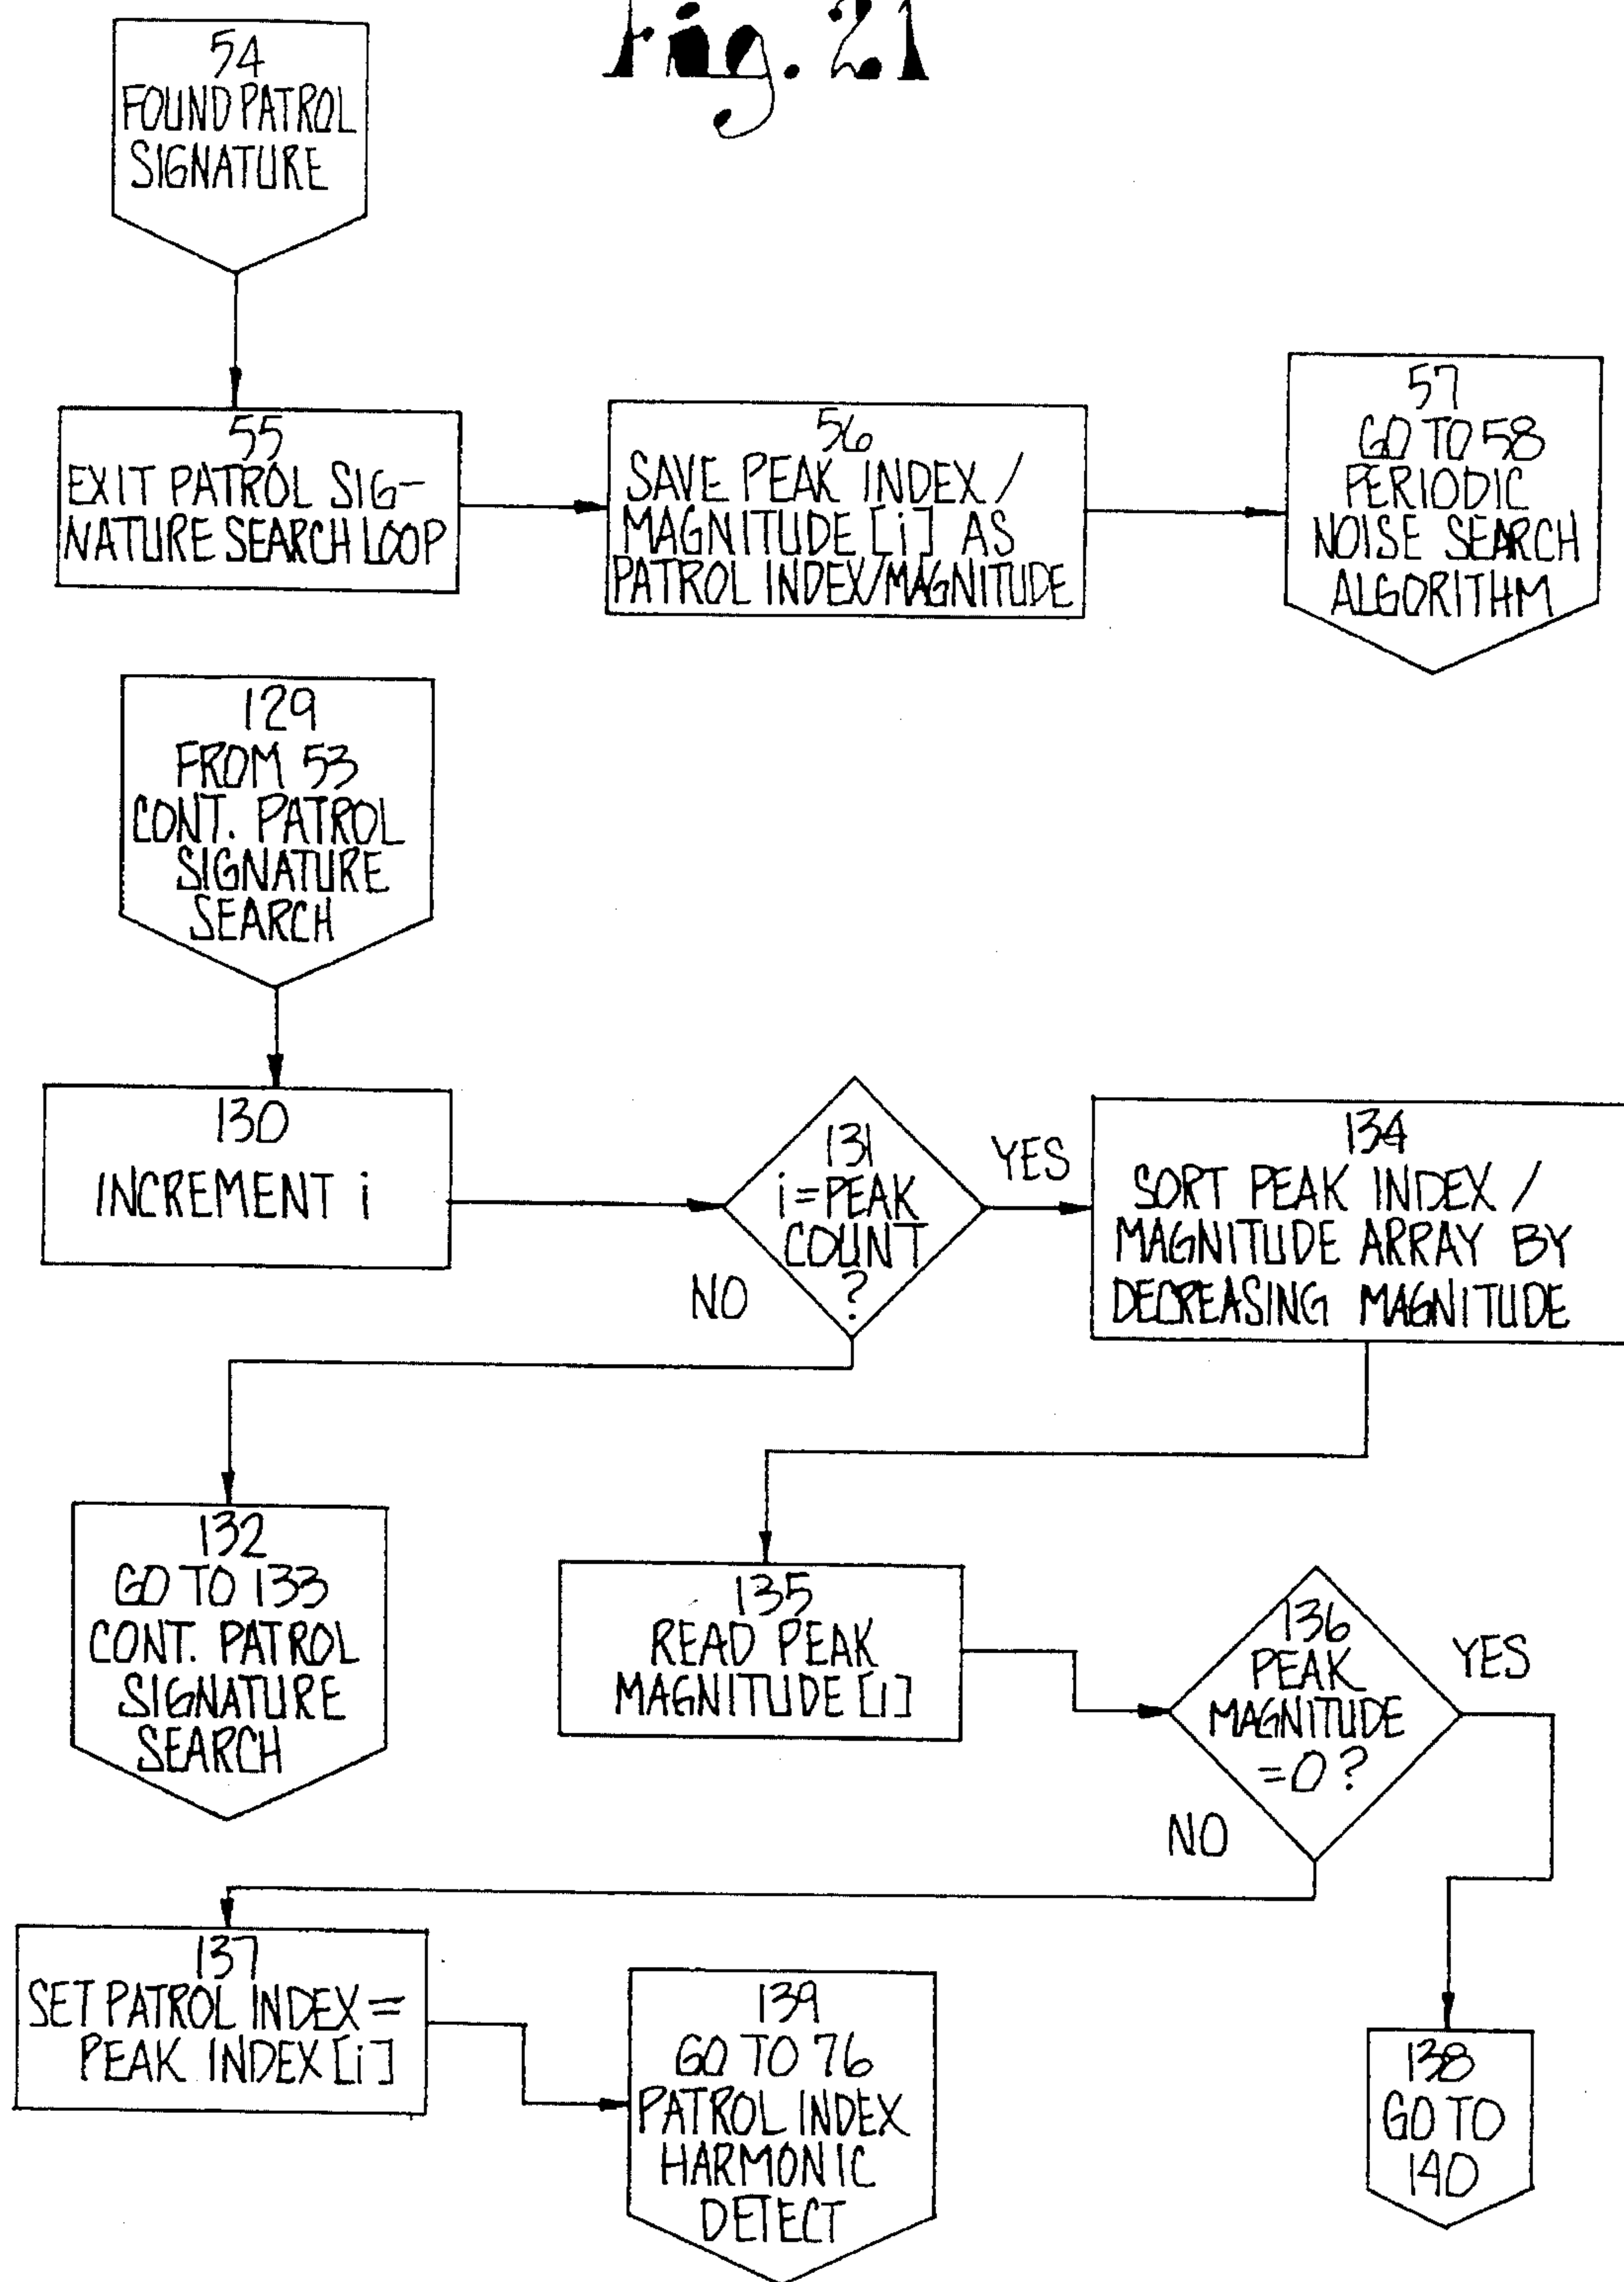 Fig. 21
54
FOUND PATROL
SIGNATURE
55
EXIT PATROL SIG-
NATURE SEARCH LOOP
56
SAVE PEAK INDEX /
MAGNITUDE [i] AS
PATROL INDEX/MAGNITUDE
57
GO TO 58
PERIODIC
NOISE SEARCH
ALGORITHM
129
FROM 53
CONT. PATROL
SIGNATURE
SEARCH
130
INCREMENT i
131
i=PEAK
COUNT
?
YES
NO
134
SORT PEAK INDEX /
MAGNITUDE ARRAY BY
DECREASING MAGNITUDE
132
GO TO 133
CONT. PATROL
SIGNATURE
SEARCH
135
READ PEAK
MAGNITUDE [i]
136
PEAK
MAGNITUDE
=0?
YES
NO
137
SET PATROL INDEX =
PEAK INDEX [i]
139
GO TO 76
PATROL INDEX
HARMONIC
DETECT
138
GO TO
140